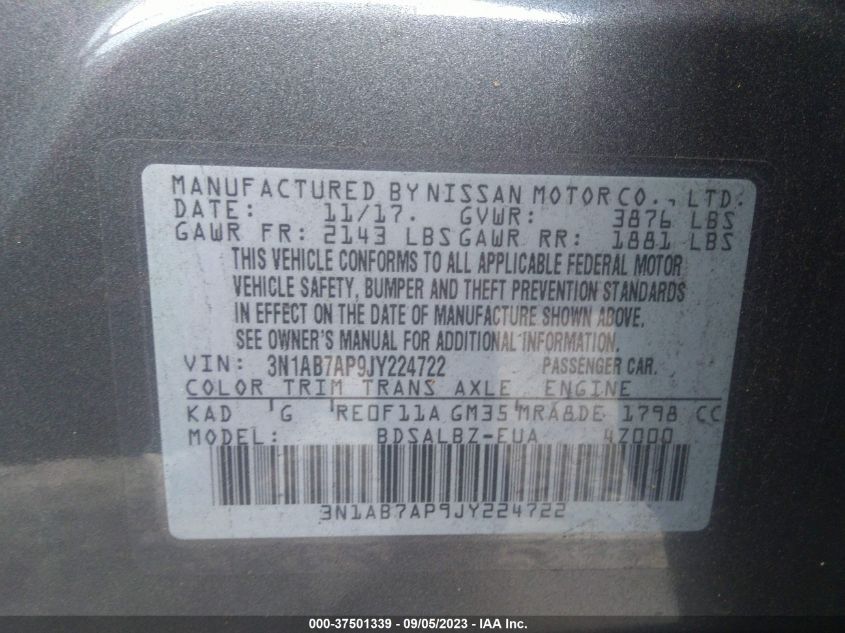 MANUFACTURED BY NISSAN MOTOR CO., LTD.
DATE: 11/17. GVWR: 3876 LBS
GAWR FR: 2143 LBS GAWR RR: 1881 LBS
THIS VEHICLE CONFORMS TO ALL APPLICABLE FEDERAL MOTOR
VEHICLE SAFETY, BUMPER AND THEFT PREVENTION STANDARDS
IN EFFECT ON THE DATE OF MANUFACTURE SHOWN ABOVE.
SEE OWNER'S MANUAL FOR ADDITIONAL INFORMATION.
VIN: 3N1AB7AP9JY224722 PASSENGER CAR.
COLOR TRIM TRANS AXLE ENGINE
KAD G RE0F11A GM35 MRA8DE 1798 CC
MODEL: BDSALBZ-EUA 4Z000
3N1AB7AP9JY224722
000-37501339 - 09/05/2023 - IAA Inc.